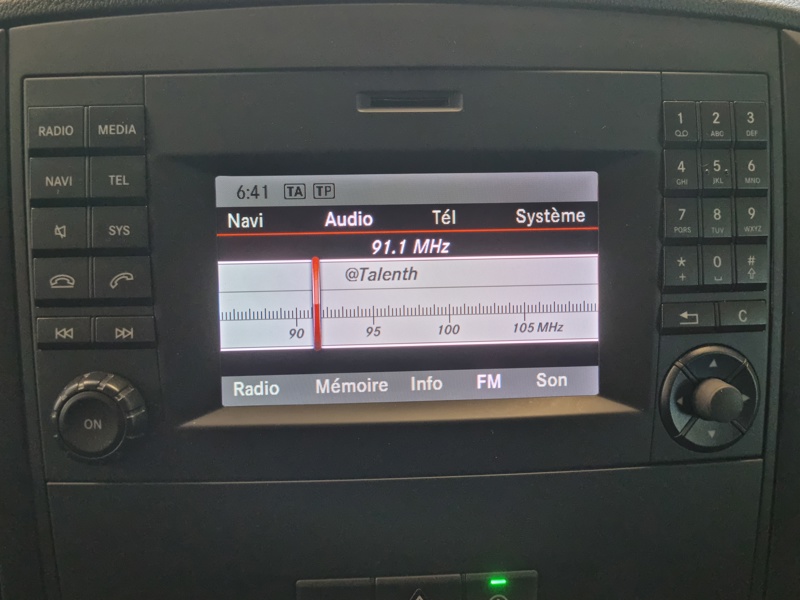 RADIO MEDIA
NAVI TEL
SYS
ON
6:41 TA TP
Navi Audio Tél Système
91.1 MHz
@Talenth
90 95 100 105 MHz
Radio Mémoire Info FM Son
1 2 ABC 3 DEF
4 GHI 5 JKL 6 MNO
7 PQRS 8 TUV 9 WXYZ
* + 0 #
C